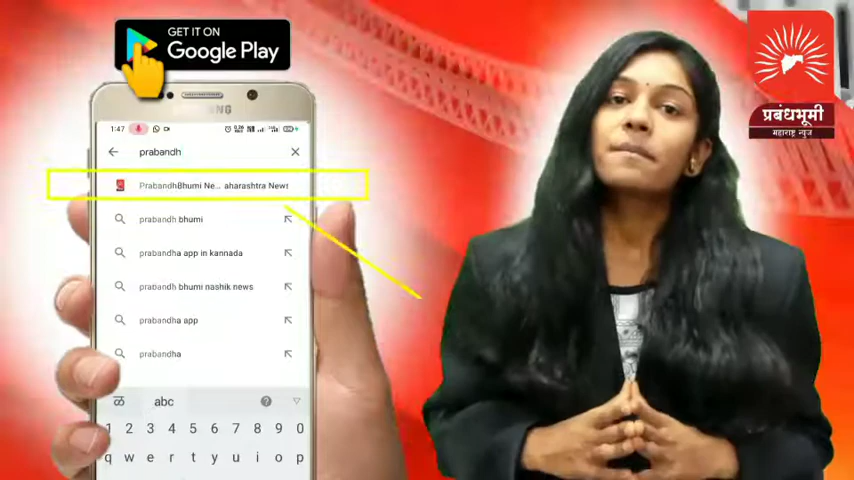 GET IT ON
Google Play
प्रबंधभूमी
महाराष्ट्र न्युज
SAMSUNG
1:47
prabandh
PrabandhBhumi Ne... aharashtra News
prabandh bhumi
prabandha app in kannada
prabandh bhumi nashik news
prabandha app
prabandha
abc
1 2 3 4 5 6 7 8 9 0
q w e r t y u i o p